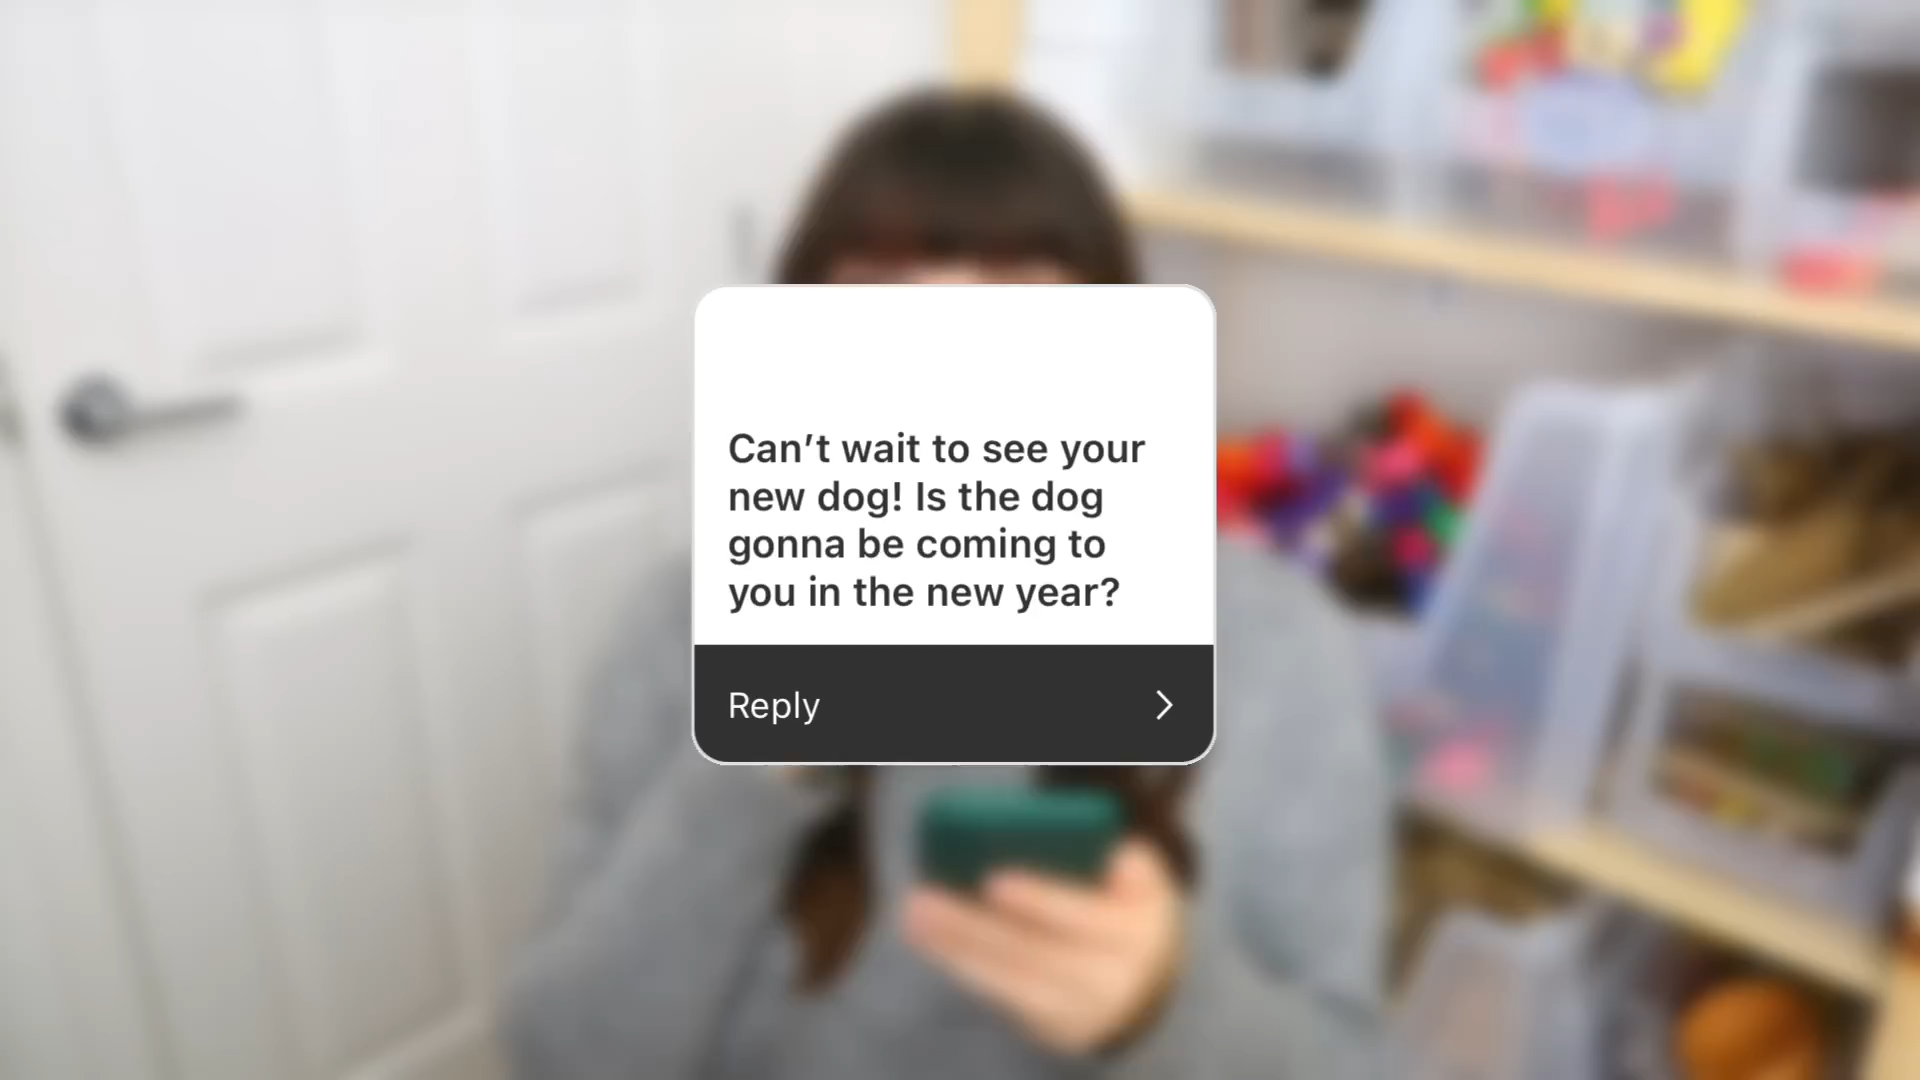 Can’t wait to see your
new dog! Is the dog
gonna be coming to
you in the new year?
Reply